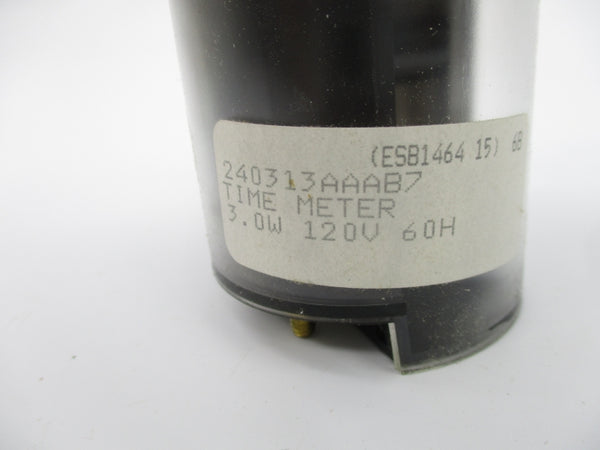 (ESB1464 15) 6B
240313AAAB7
TIME METER
3.0W 120V 60H